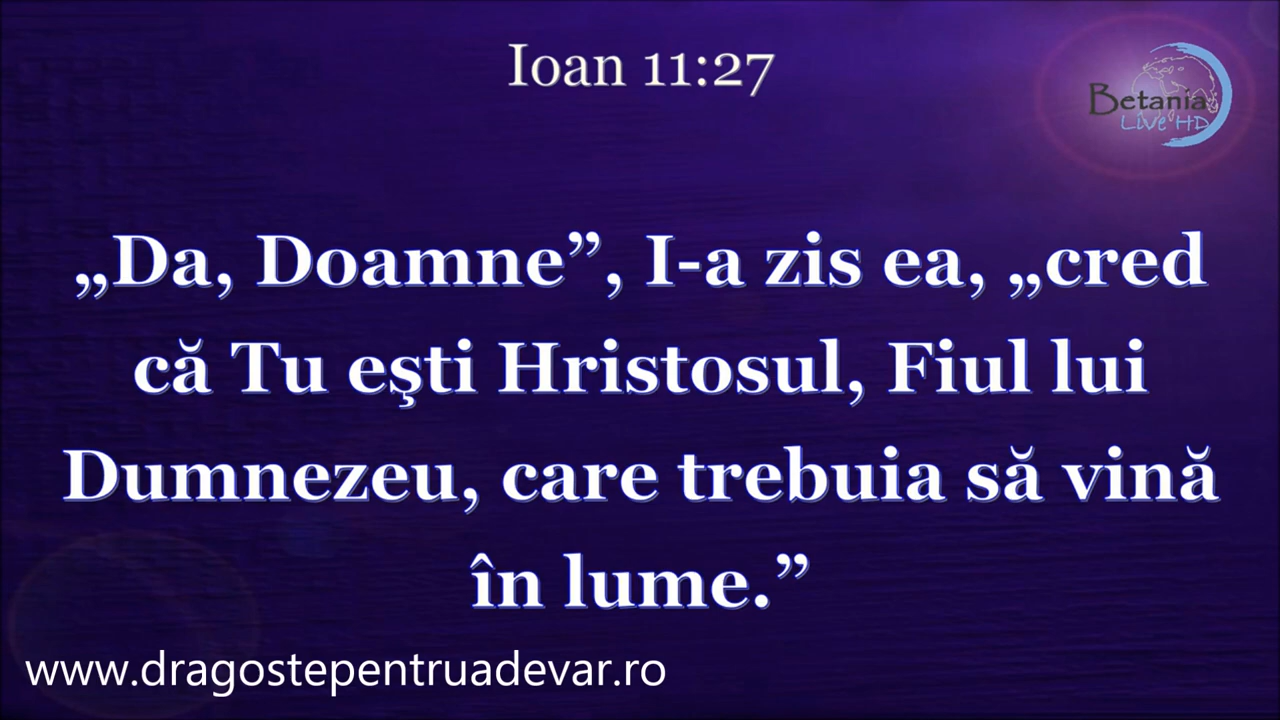 Ioan 11:27
Betania
Live HD
„Da, Doamne”, I-a zis ea, „cred
că Tu eşti Hristosul, Fiul lui
Dumnezeu, care trebuia să vină
în lume.”
www.dragostepentruadevar.ro